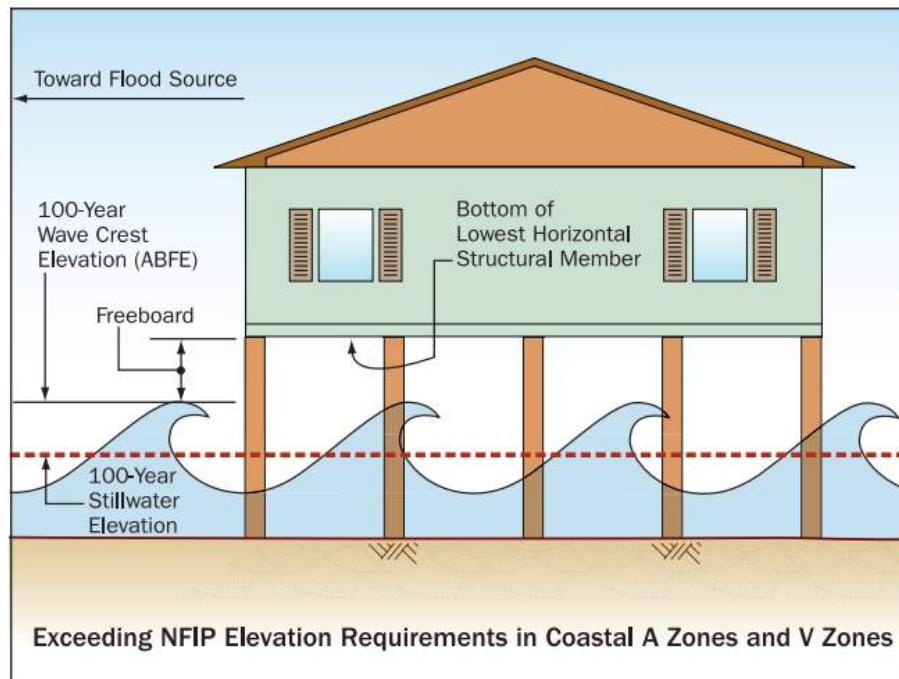 Toward Flood Source
100-Year
Wave Crest
Elevation (ABFE)
Freeboard
Bottom of
Lowest Horizontal
Structural Member
100-Year
Stillwater
Elevation
Exceeding NFIP Elevation Requirements in Coastal A Zones and V Zones